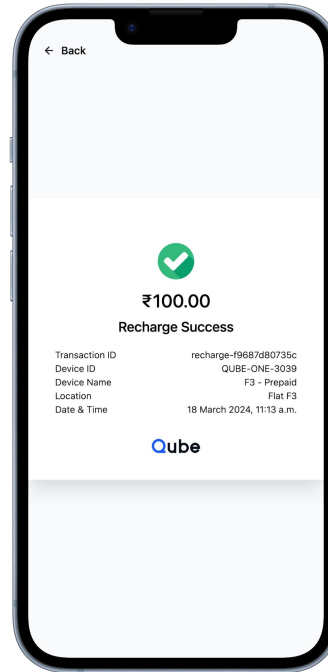 ← Back
₹100.00
Recharge Success
Transaction ID recharge-f9687d80735c
Device ID QUBE-ONE-3039
Device Name F3 - Prepaid
Location Flat F3
Date & Time 18 March 2024, 11:13 a.m.
Qube